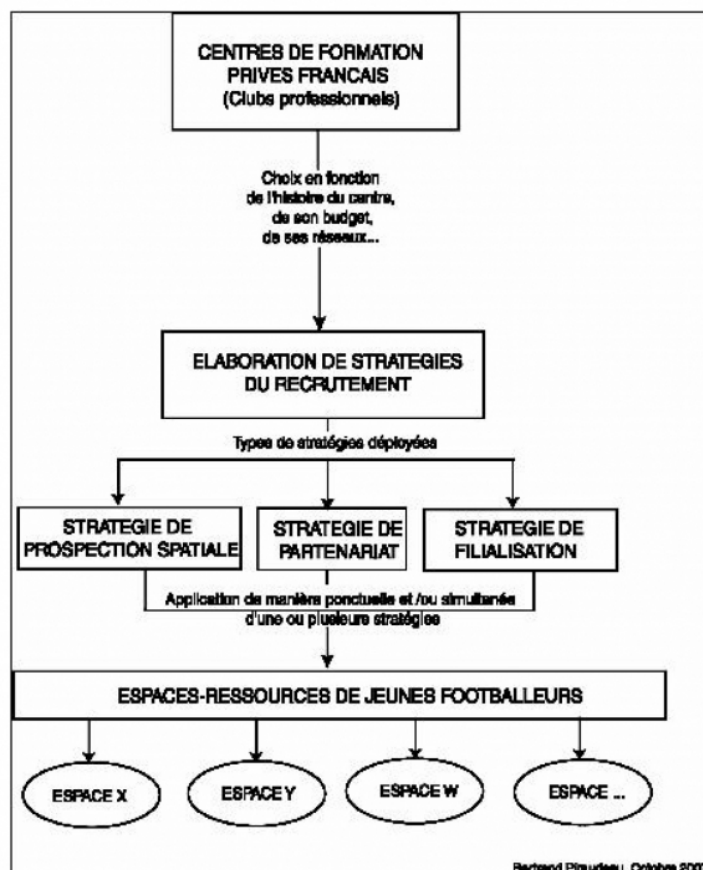 CENTRES DE FORMATION
PRIVES FRANCAIS
(Clubs professionnels)
Choix en fonction
de l'histoire du centre,
de son budget,
de ses réseaux...
ELABORATION DE STRATEGIES
DU RECRUTEMENT
Types de stratégies déployées
STRATEGIE DE
PROSPECTION SPATIALE
STRATEGIE DE
PARTENARIAT
STRATEGIE DE
FILIALISATION
Application de manière ponctuelle et /ou simultanée
d'une ou plusieurs stratégies
ESPACES-RESSOURCES DE JEUNES FOOTBALLEURS
ESPACE X
ESPACE Y
ESPACE W
ESPACE ...
Bertrand Piraudeau, Octobre